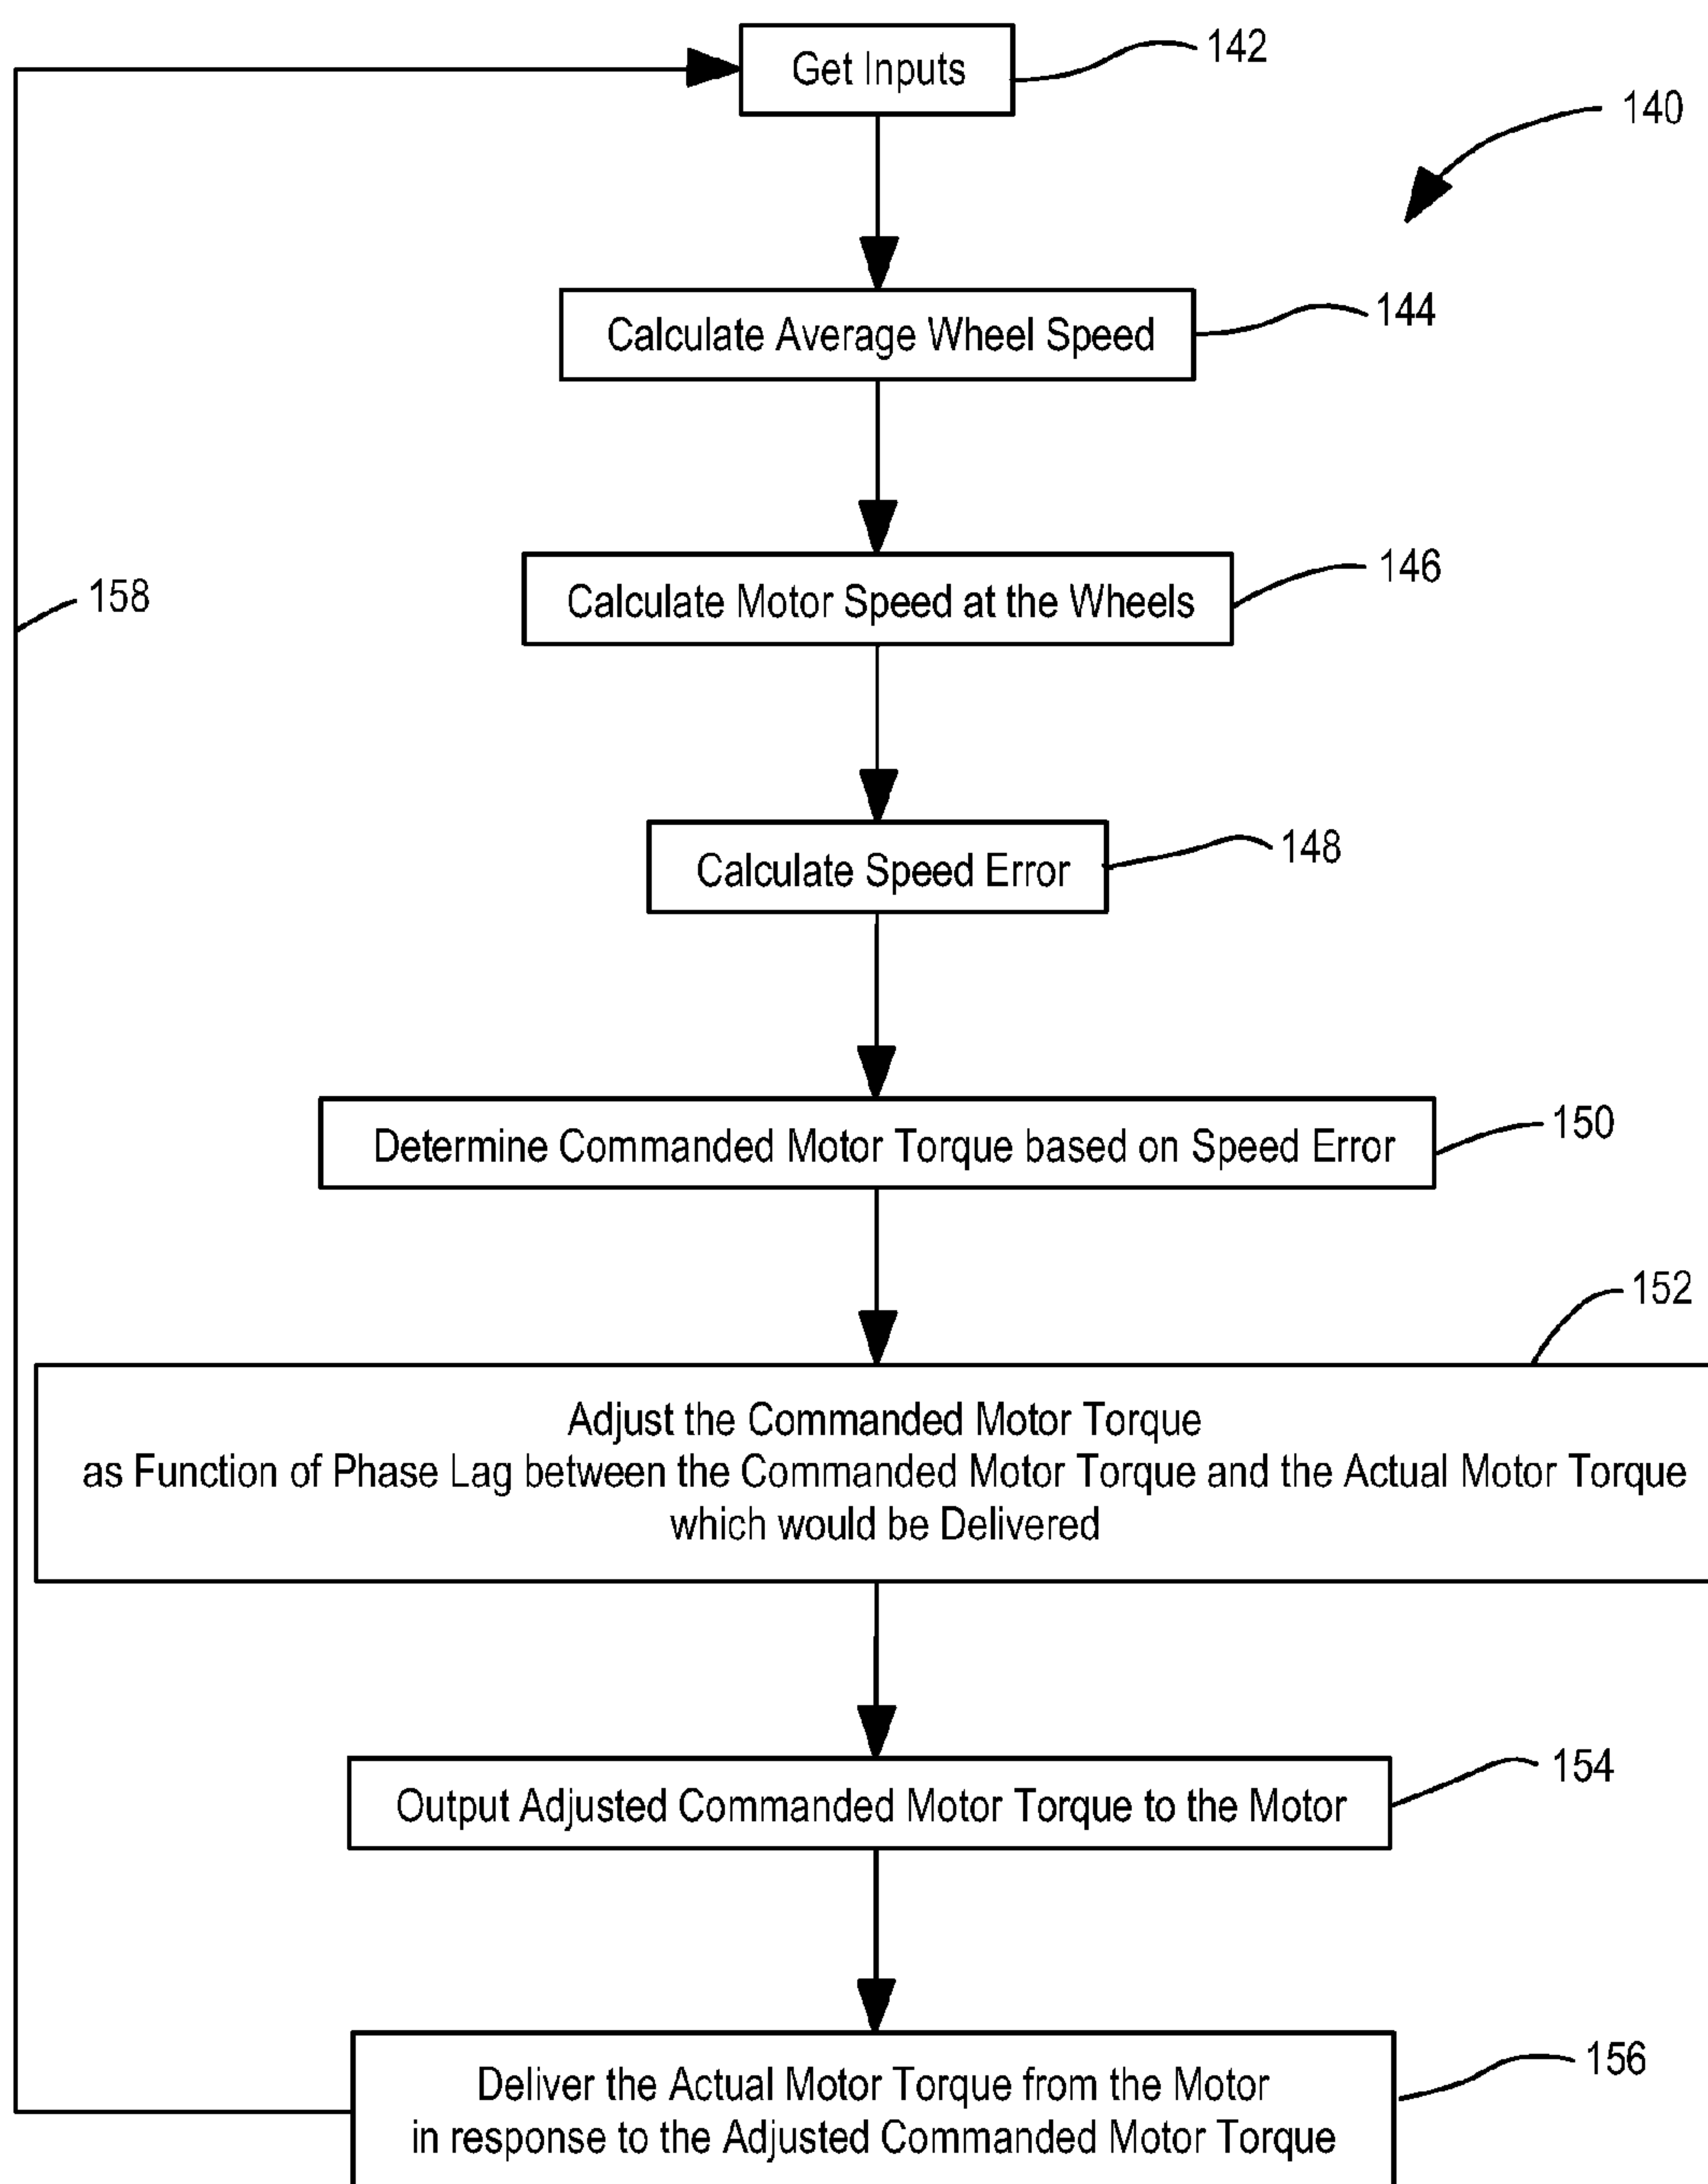 Get Inputs
142
140
Calculate Average Wheel Speed
144
Calculate Motor Speed at the Wheels
146
158
Calculate Speed Error
148
Determine Commanded Motor Torque based on Speed Error
150
152
Adjust the Commanded Motor Torque
as Function of Phase Lag between the Commanded Motor Torque and the Actual Motor Torque
which would be Delivered
154
Output Adjusted Commanded Motor Torque to the Motor
156
Deliver the Actual Motor Torque from the Motor
in response to the Adjusted Commanded Motor Torque